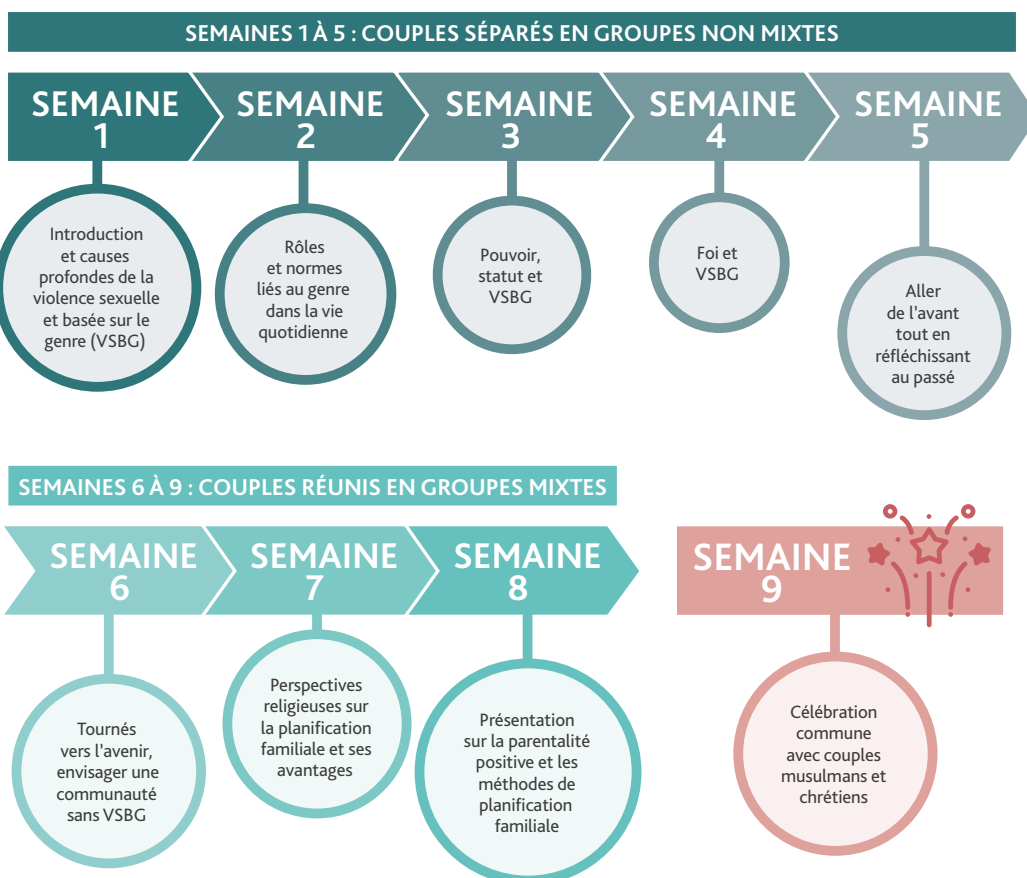 SEMAINES 1 À 5 : COUPLES SÉPARÉS EN GROUPES NON MIXTES
SEMAINE
1
SEMAINE
2
SEMAINE
3
SEMAINE
4
SEMAINE
5
Introduction
et causes
profondes de la
violence sexuelle
et basée sur le
genre (VSBG)
Rôles
et normes
liés au genre
dans la vie
quotidienne
Pouvoir,
statut et
VSBG
Foi et
VSBG
Aller
de l'avant
tout en
réfléchissant
au passé
SEMAINES 6 À 9 : COUPLES RÉUNIS EN GROUPES MIXTES
SEMAINE
6
SEMAINE
7
SEMAINE
8
SEMAINE
9
Tournés
vers l'avenir,
envisager une
communauté
sans VSBG
Perspectives
religieuses sur
la planification
familiale et ses
avantages
Présentation
sur la parentalité
positive et les
méthodes de
planification
familiale
Célébration
commune
avec couples
musulmans et
chrétiens